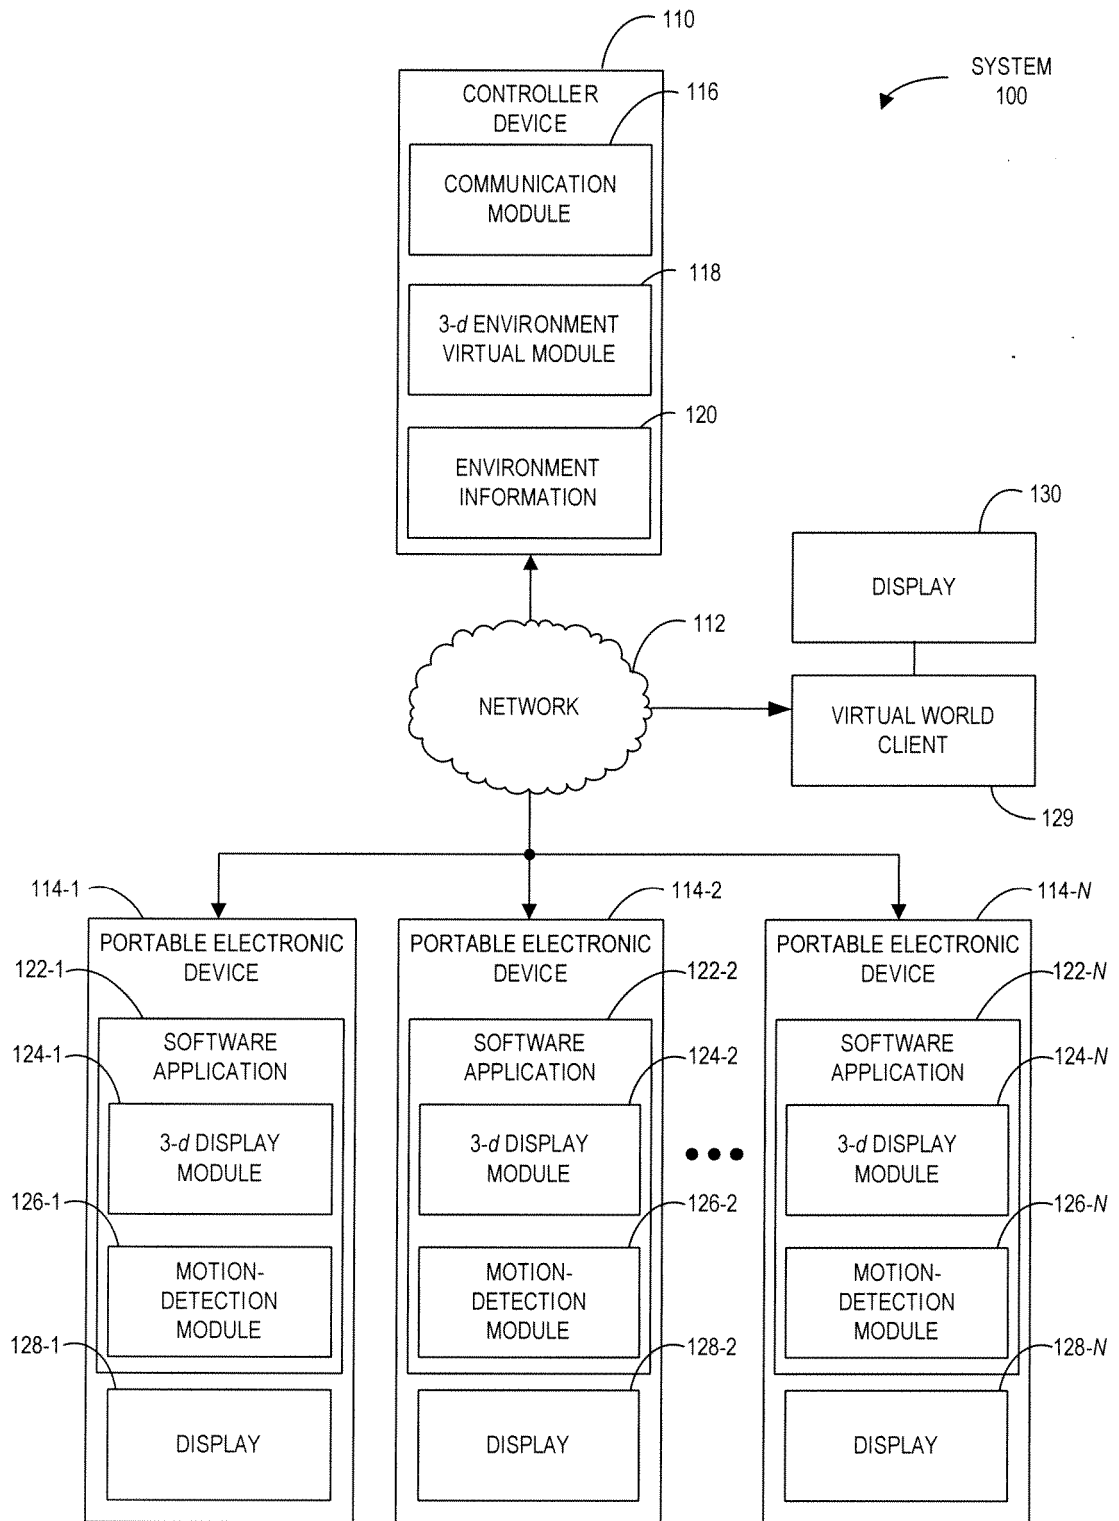 110
SYSTEM
100
CONTROLLER
DEVICE
116
COMMUNICATION
MODULE
118
3-d ENVIRONMENT
VIRTUAL MODULE
120
ENVIRONMENT
INFORMATION
130
DISPLAY
112
NETWORK
VIRTUAL WORLD
CLIENT
129
114-1
PORTABLE ELECTRONIC
DEVICE
122-1
SOFTWARE
APPLICATION
124-1
3-d DISPLAY
MODULE
126-1
MOTION-
DETECTION
MODULE
128-1
DISPLAY
114-2
PORTABLE ELECTRONIC
DEVICE
122-2
SOFTWARE
APPLICATION
124-2
3-d DISPLAY
MODULE
126-2
MOTION-
DETECTION
MODULE
128-2
DISPLAY
114-N
PORTABLE ELECTRONIC
DEVICE
122-N
SOFTWARE
APPLICATION
124-N
3-d DISPLAY
MODULE
126-N
MOTION-
DETECTION
MODULE
128-N
DISPLAY